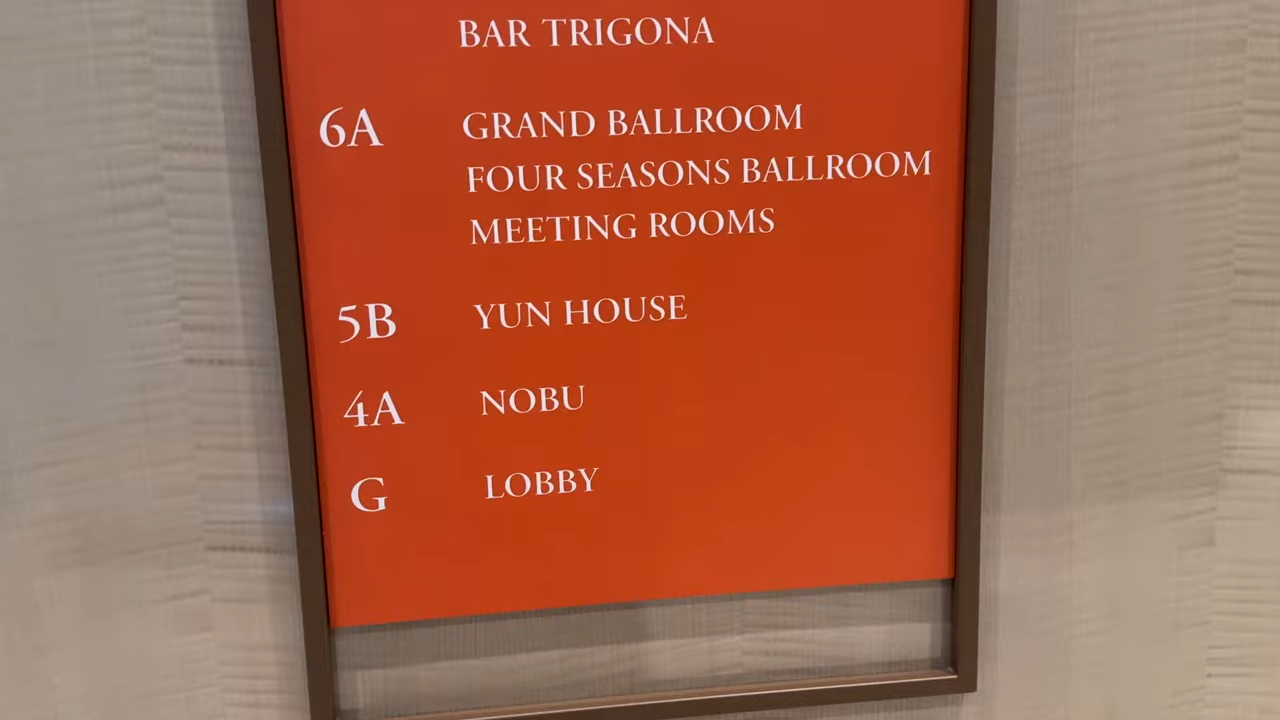 BAR TRIGONA
6A GRAND BALLROOM
FOUR SEASONS BALLROOM
MEETING ROOMS
5B YUN HOUSE
4A NOBU
G LOBBY